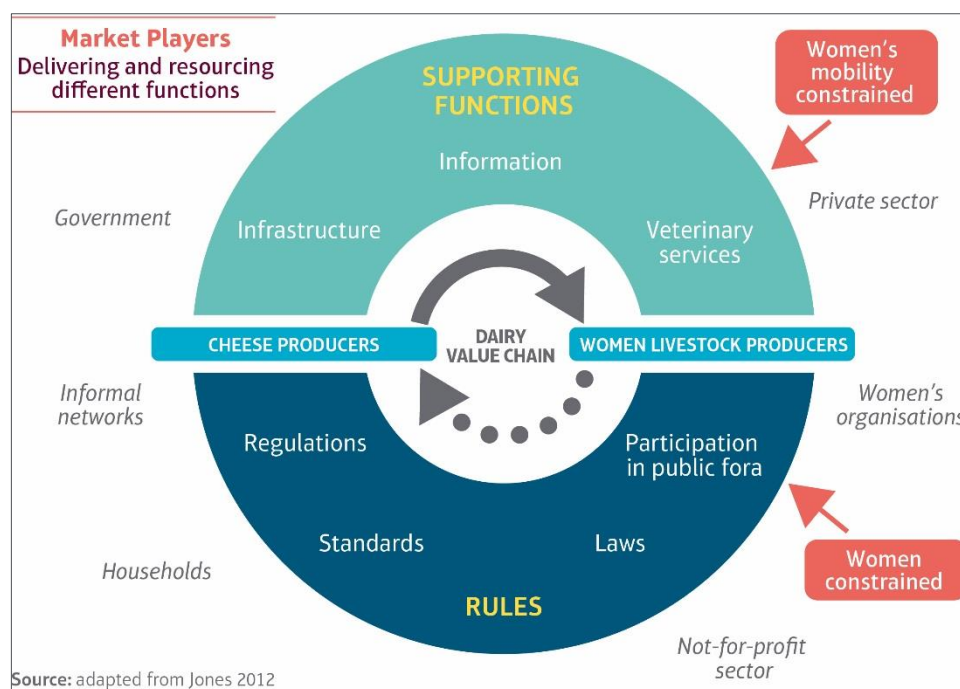 Market Players
Delivering and resourcing
different functions
SUPPORTING
FUNCTIONS
Women's
mobility
constrained
Information
Government
Infrastructure
Veterinary
services
Private sector
CHEESE PRODUCERS
DAIRY
VALUE CHAIN
WOMEN LIVESTOCK PRODUCERS
Informal
networks
Women's
organisations
Regulations
Participation
in public fora
Standards
Laws
Households
Women
constrained
RULES
Not-for-profit
sector
Source: adapted from Jones 2012